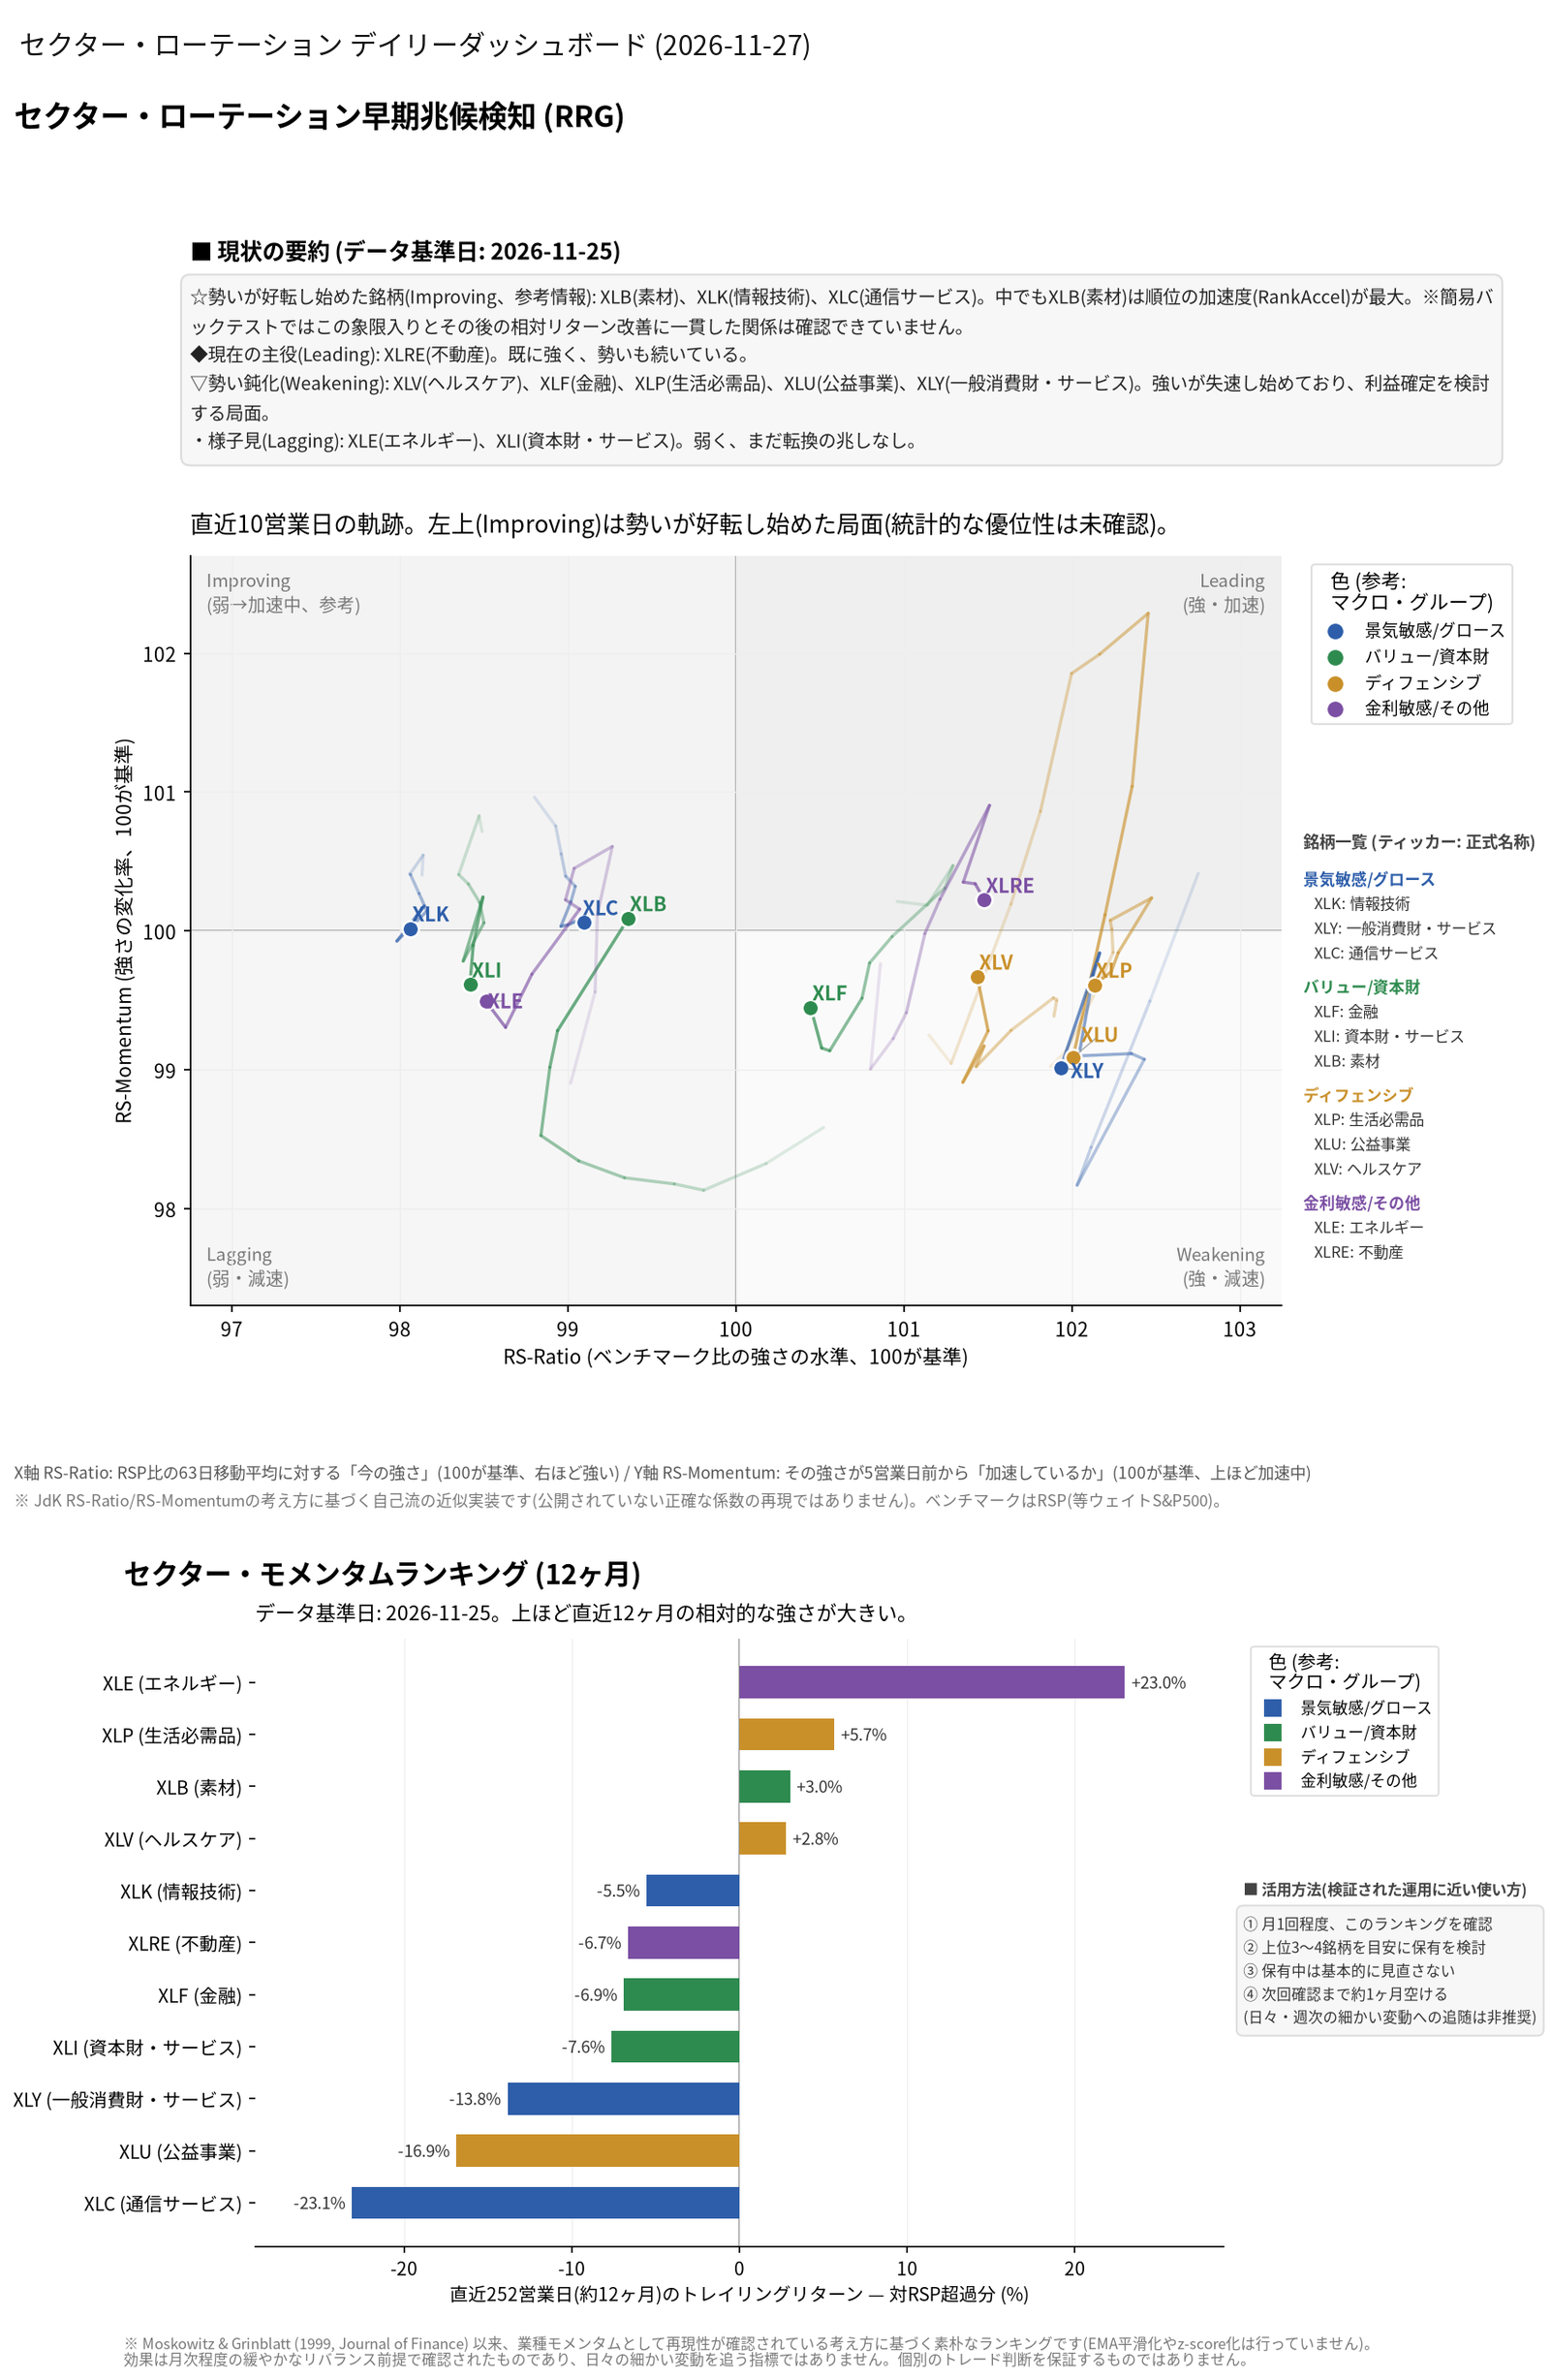 セクター・ローテーション デイリーダッシュボード (2026-11-27)
セクター・ローテーション早期兆候検知 (RRG)
■ 現状の要約 (データ基準日: 2026-11-25)
☆勢いが好転し始めた銘柄(Improving、参考情報): XLB(素材)、XLK(情報技術)、XLC(通信サービス)。中でもXLB(素材)は順位の加速度(RankAccel)が最大。※簡易バ
ックテストではこの象限入りとその後の相対リターン改善に一貫した関係は確認できていません。
◆現在の主役(Leading): XLRE(不動産)。既に強く、勢いも続いている。
▽勢い鈍化(Weakening): XLV(ヘルスケア)、XLF(金融)、XLP(生活必需品)、XLU(公益事業)、XLY(一般消費財・サービス)。強いが失速し始めており、利益確定を検討
する局面。
・様子見(Lagging): XLE(エネルギー)、XLI(資本財・サービス)。弱く、まだ転換の兆しなし。
直近10営業日の軌跡。左上(Improving)は勢いが好転し始めた局面(統計的な優位性は未確認)。
Improving
(弱→加速中、参考)
Leading
(強・加速)
色 (参考:
マクロ・グループ)
景気敏感/グロース
バリュー/資本財
ディフェンシブ
金利敏感/その他
102
101
100
99
98
RS-Momentum (強さの変化率、100が基準)
XLK
XLC
XLB
XLRE
XLI
XLE
XLF
XLV
XLP
XLU
XLY
Lagging
(弱・減速)
Weakening
(強・減速)
97
98
99
100
101
102
103
RS-Ratio (ベンチマーク比の強さの水準、100が基準)
銘柄一覧 (ティッカー: 正式名称)
景気敏感/グロース
XLK: 情報技術
XLY: 一般消費財・サービス
XLC: 通信サービス
バリュー/資本財
XLF: 金融
XLI: 資本財・サービス
XLB: 素材
ディフェンシブ
XLP: 生活必需品
XLU: 公益事業
XLV: ヘルスケア
金利敏感/その他
XLE: エネルギー
XLRE: 不動産
X軸 RS-Ratio: RSP比の63日移動平均に対する「今の強さ」(100が基準、右ほど強い) / Y軸 RS-Momentum: その強さが5営業日前から「加速しているか」(100が基準、上ほど加速中)
※ JdK RS-Ratio/RS-Momentumの考え方に基づく自己流の近似実装です(公開されていない正確な係数の再現ではありません)。ベンチマークはRSP(等ウェイトS&P500)。
セクター・モメンタムランキング (12ヶ月)
データ基準日: 2026-11-25。上ほど直近12ヶ月の相対的な強さが大きい。
XLE (エネルギー)
+23.0%
XLP (生活必需品)
+5.7%
XLB (素材)
+3.0%
XLV (ヘルスケア)
+2.8%
XLK (情報技術)
-5.5%
XLRE (不動産)
-6.7%
XLF (金融)
-6.9%
XLI (資本財・サービス)
-7.6%
XLY (一般消費財・サービス)
-13.8%
XLU (公益事業)
-16.9%
XLC (通信サービス)
-23.1%
-20
-10
0
10
20
直近252営業日(約12ヶ月)のトレイリングリターン — 対RSP超過分 (%)
色 (参考:
マクロ・グループ)
景気敏感/グロース
バリュー/資本財
ディフェンシブ
金利敏感/その他
■ 活用方法(検証された運用に近い使い方)
① 月1回程度、このランキングを確認
② 上位3〜4銘柄を目安に保有を検討
③ 保有中は基本的に見直さない
④ 次回確認まで約1ヶ月空ける
(日々・週次の細かい変動への追随は非推奨)
※ Moskowitz & Grinblatt (1999, Journal of Finance) 以来、業種モメンタムとして再現性が確認されている考え方に基づく素朴なランキングです(EMA平滑化やz-score化は行っていません)。
効果は月次程度の緩やかなリバランス前提で確認されたものであり、日々の細かい変動を追う指標ではありません。個別のトレード判断を保証するものではありません。